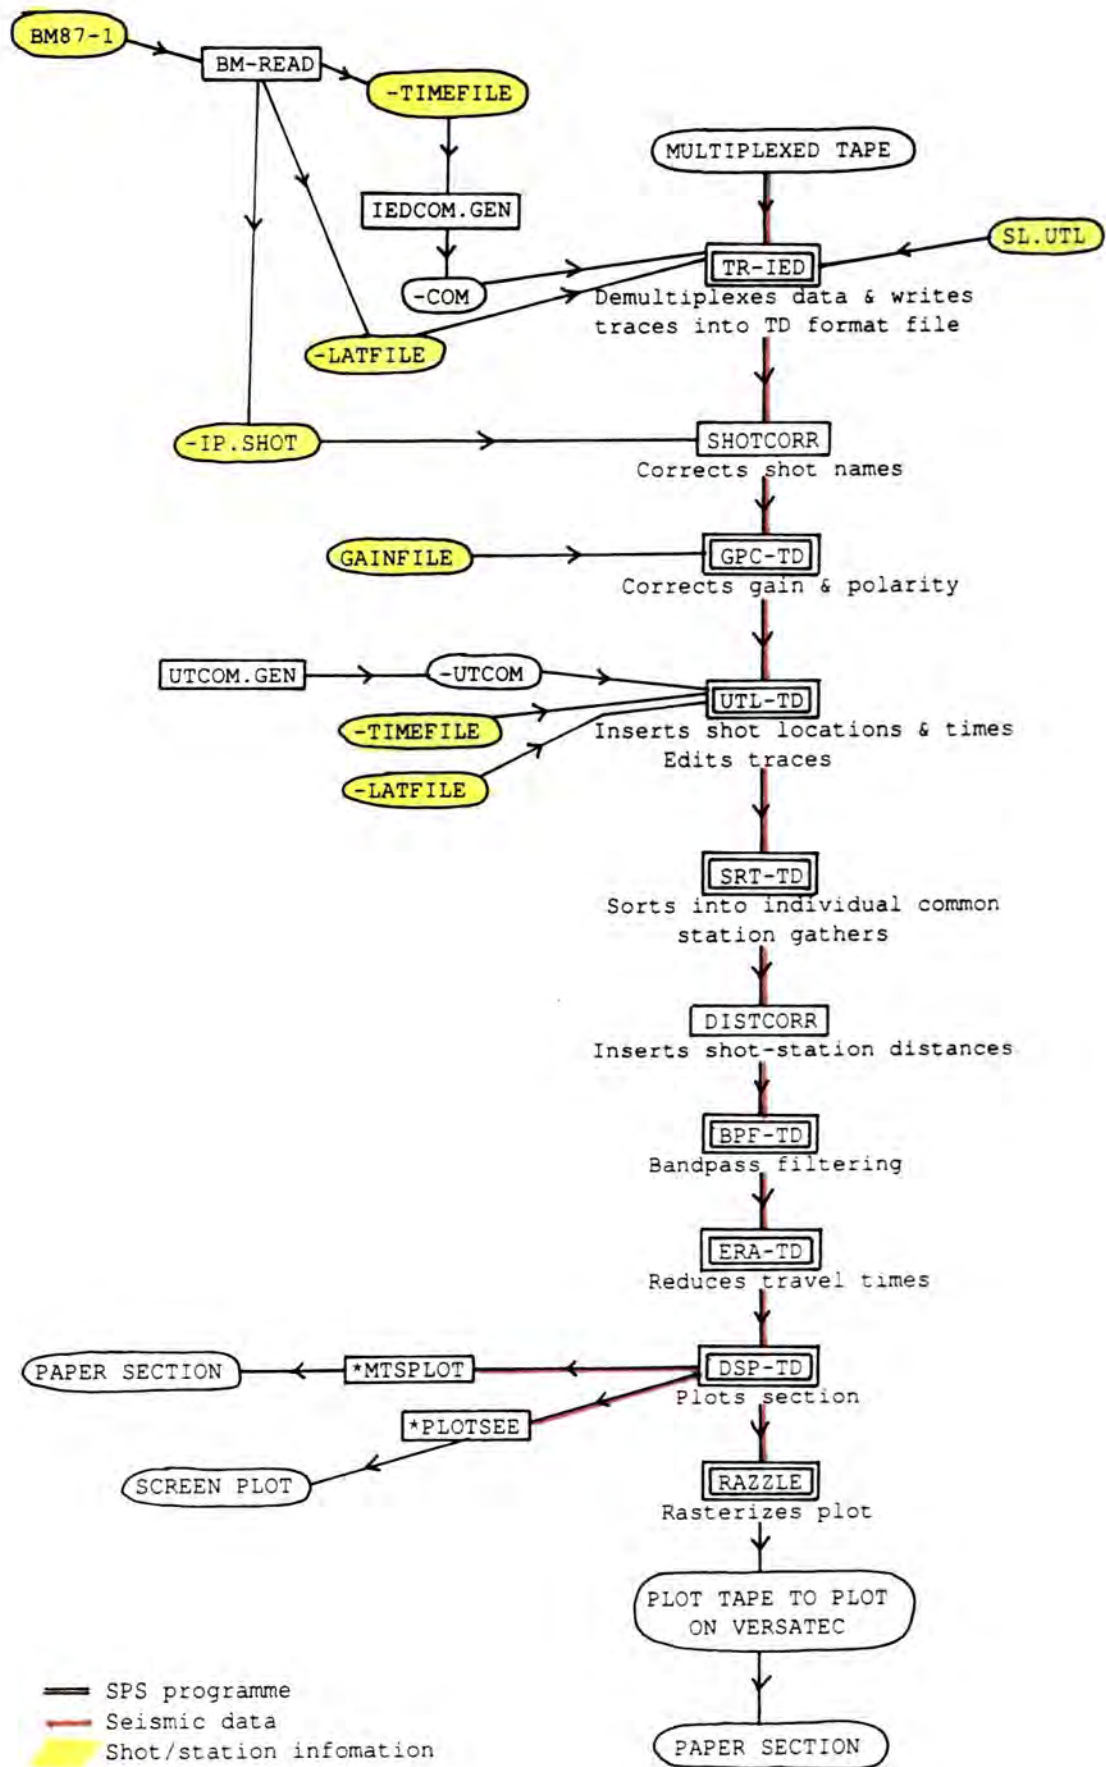 BM87-1
BM-READ
-TIMEFILE
MULTIPLEXED TAPE
IEDCOM.GEN
SL.UTL
TR-IED
-COM
Demultiplexes data & writes
traces into TD format file
-LATFILE
-IP.SHOT
SHOTCORR
Corrects shot names
GAINFILE
GPC-TD
Corrects gain & polarity
UTCOM.GEN
-UTCOM
UTL-TD
-TIMEFILE
Inserts shot locations & times
Edits traces
-LATFILE
SRT-TD
Sorts into individual common
station gathers
DISTCORR
Inserts shot-station distances
BPF-TD
Bandpass filtering
ERA-TD
Reduces travel times
PAPER SECTION
*MTSPLOT
DSP-TD
Plots section
*PLOTSEE
SCREEN PLOT
RAZZLE
Rasterizes plot
PLOT TAPE TO PLOT
ON VERSATEC
SPS programme
Seismic data
Shot/station infomation
PAPER SECTION